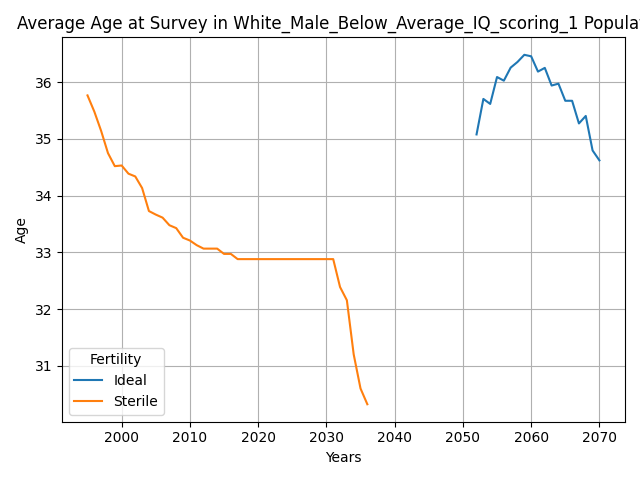 Average Age at Survey in White_Male_Below_Average_IQ_scoring_1 Popula
36
35
34
33
32
31
Age
Fertility
Ideal
Sterile
2000 2010 2020 2030 2040 2050 2060 2070
Years